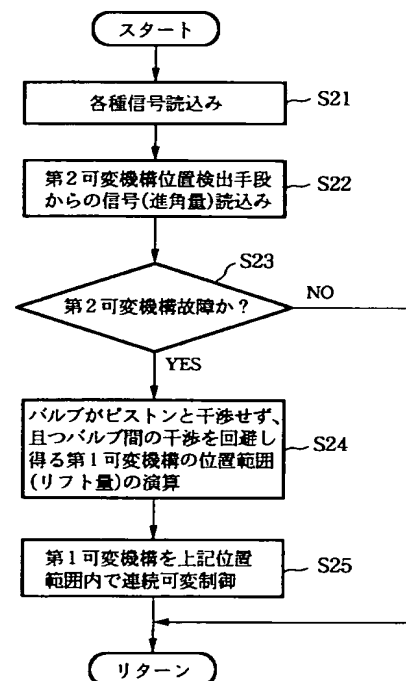 スタート
各種信号読込み
S21
第2可変機構位置検出手段
からの信号(進角量)読込み
S22
S23
第2可変機構故障か?
NO
YES
バルブがピストンと干渉せず、
且つバルブ間の干渉を回避し
得る第1可変機構の位置範囲
(リフト量)の演算
S24
第1可変機構を上記位置
範囲内で連続可変制御
S25
リターン